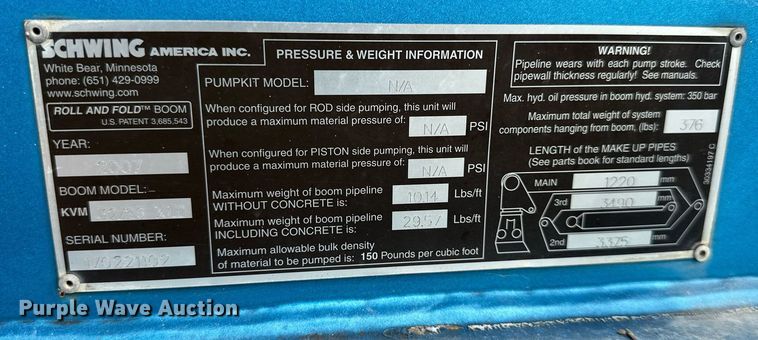 SCHWING AMERICA INC.
White Bear, Minnesota
phone: (651) 429-0999
www.schwing.com
ROLL AND FOLD™ BOOM
U.S. PATENT 3,685,543
YEAR:
2007
BOOM MODEL:
KVM
SERIAL NUMBER:
PRESSURE & WEIGHT INFORMATION
PUMPKIT MODEL: N/A
When configured for ROD side pumping, this unit will
produce a maximum material pressure of: N/A PSI
When configured for PISTON side pumping, this unit will
produce a maximum material pressure of: N/A PSI
Maximum weight of boom pipeline
WITHOUT CONCRETE is: 10.14 Lbs/ft
Maximum weight of boom pipeline
INCLUDING CONCRETE is: 29.57 Lbs/ft
Maximum allowable bulk density
of material to be pumped is: 150 Pounds per cubic foot
WARNING!
Pipeline wears with each pump stroke. Check
pipewall thickness regularly! See manuals.
Max. hyd. oil pressure in boom hyd. system: 350 bar
Maximum total weight of system
components hanging from boom, (lbs): 376
LENGTH of the MAKE UP PIPES
(See parts book for standard lengths)
MAIN 1220 mm
3rd 3490 mm
2nd 3375 mm
30334197 C
Purple Wave Auction